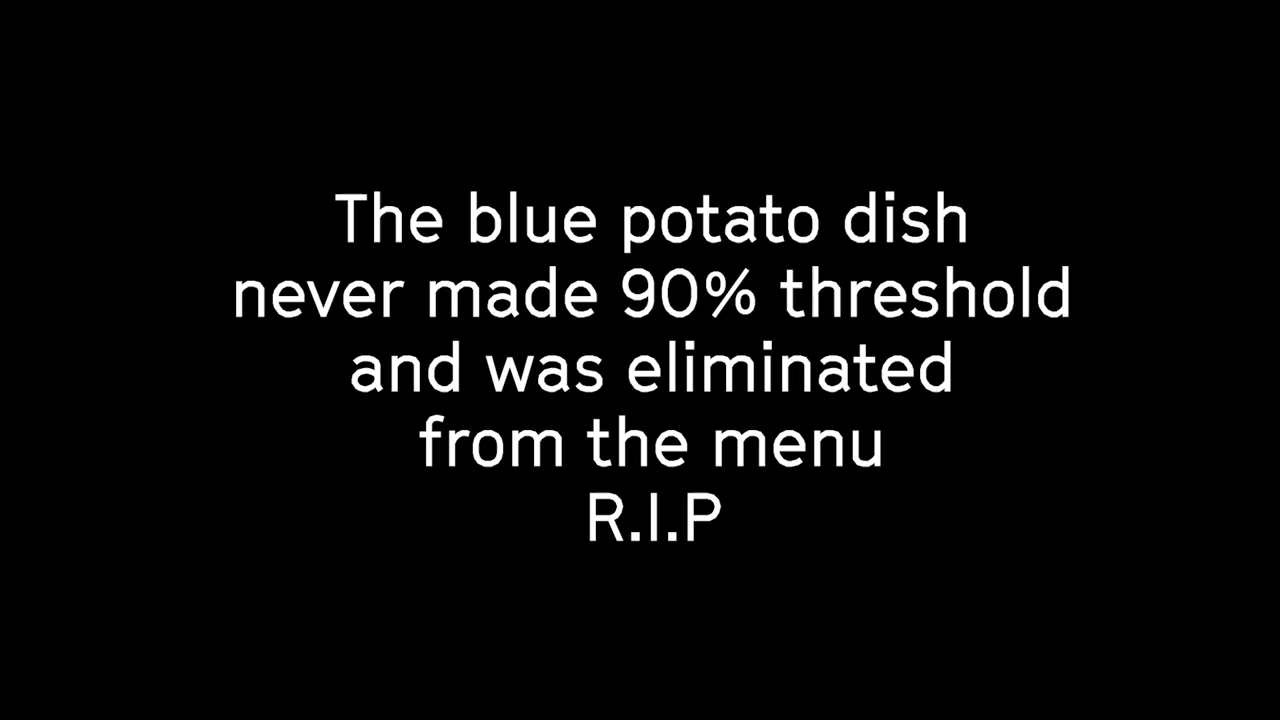 The blue potato dish
never made 90% threshold
and was eliminated
from the menu
R.I.P